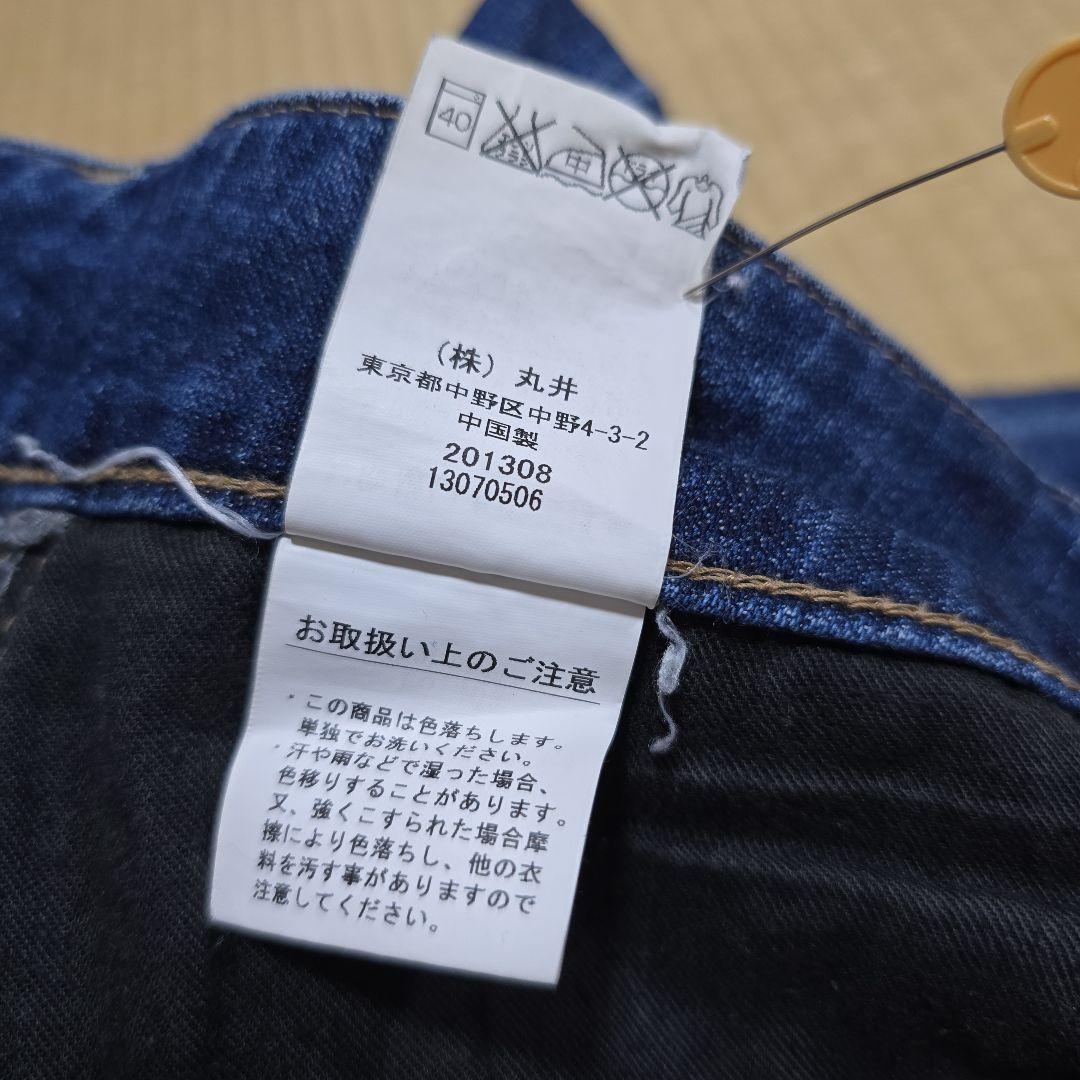 40
中
(株) 丸井
東京都中野区中野4-3-2
中国製
201308
13070506
お取扱い上のご注意
・この商品は色落ちします。
単独でお洗いください。
・汗や雨などで湿った場合、
色移りすることがあります。
又、強くこすられた場合摩
擦により色落ちし、他の衣
料を汚す事がありますので
注意してください。